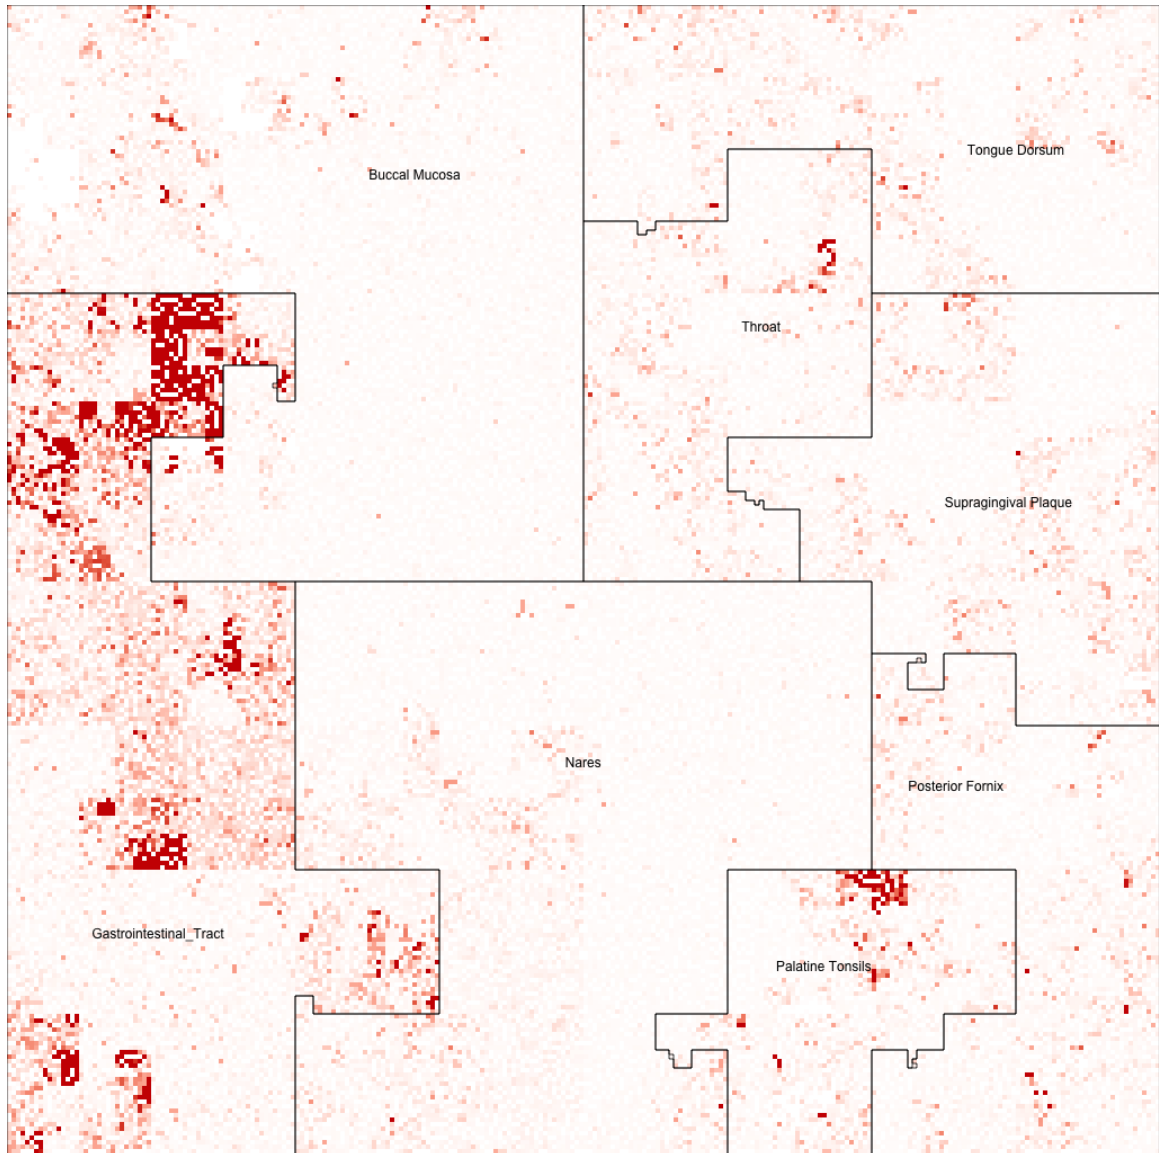 Tongue Dorsum
Buccal Mucosa
Throat
Supragingival Plaque
Nares
Posterior Fornix
Gastrointestinal_Tract
Palatine Tonsils